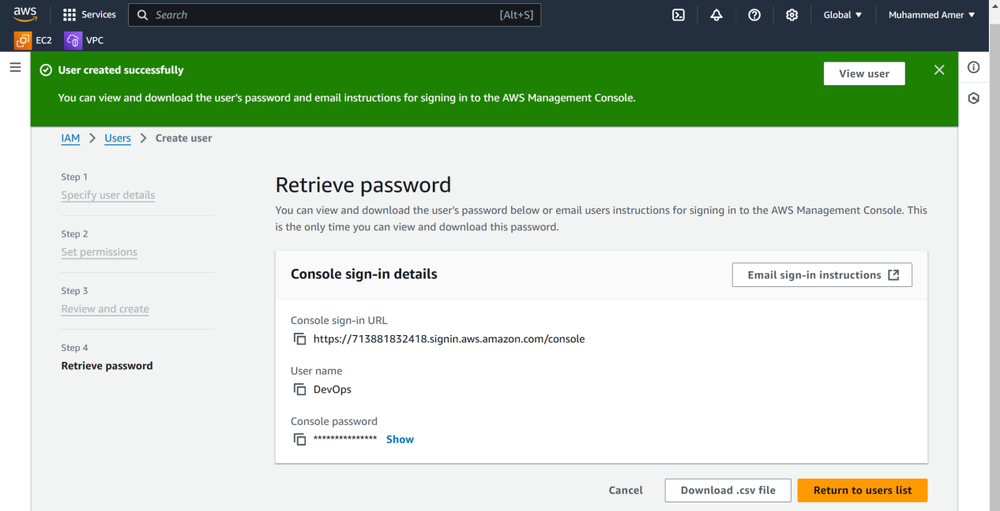 aws
Services
Search
[Alt+S]
Global
Muhammed Amer
EC2
VPC
User created successfully
View user
You can view and download the user's password and email instructions for signing in to the AWS Management Console.
IAM > Users > Create user
Step 1
Specify user details
Step 2
Set permissions
Step 3
Review and create
Step 4
Retrieve password
Retrieve password
You can view and download the user's password below or email users instructions for signing in to the AWS Management Console. This
is the only time you can view and download this password.
Console sign-in details
Email sign-in instructions
Console sign-in URL
https://713881832418.signin.aws.amazon.com/console
User name
DevOps
Console password
*************** Show
Cancel
Download .csv file
Return to users list